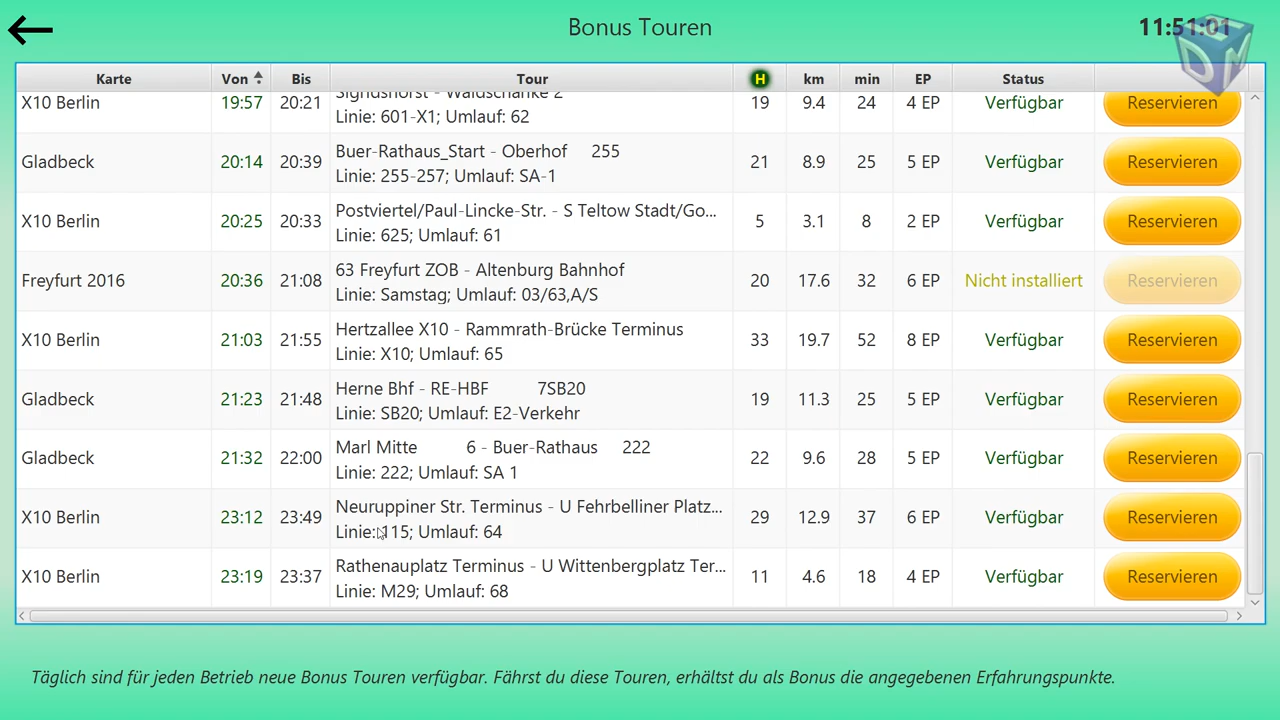 Bonus Touren
11:51:01
Karte Von Bis Tour H km min EP Status
X10 Berlin 19:57 20:21 Sigridshorst - Waldschänke 2 19 9.4 24 4 EP Verfügbar Reservieren
Linie: 601-X1; Umlauf: 62
Gladbeck 20:14 20:39 Buer-Rathaus_Start - Oberhof 255 21 8.9 25 5 EP Verfügbar Reservieren
Linie: 255-257; Umlauf: SA-1
X10 Berlin 20:25 20:33 Postviertel/Paul-Lincke-Str. - S Teltow Stadt/Go... 5 3.1 8 2 EP Verfügbar Reservieren
Linie: 625; Umlauf: 61
Freyfurt 2016 20:36 21:08 63 Freyfurt ZOB - Altenburg Bahnhof 20 17.6 32 6 EP Nicht installiert Reservieren
Linie: Samstag; Umlauf: 03/63,A/S
X10 Berlin 21:03 21:55 Hertzallee X10 - Rammrath-Brücke Terminus 33 19.7 52 8 EP Verfügbar Reservieren
Linie: X10; Umlauf: 65
Gladbeck 21:23 21:48 Herne Bhf - RE-HBF 7SB20 19 11.3 25 5 EP Verfügbar Reservieren
Linie: SB20; Umlauf: E2-Verkehr
Gladbeck 21:32 22:00 Marl Mitte 6 - Buer-Rathaus 222 22 9.6 28 5 EP Verfügbar Reservieren
Linie: 222; Umlauf: SA 1
X10 Berlin 23:12 23:49 Neuruppiner Str. Terminus - U Fehrbelliner Platz... 29 12.9 37 6 EP Verfügbar Reservieren
Linie: 115; Umlauf: 64
X10 Berlin 23:19 23:37 Rathenauplatz Terminus - U Wittenbergplatz Ter... 11 4.6 18 4 EP Verfügbar Reservieren
Linie: M29; Umlauf: 68
Täglich sind für jeden Betrieb neue Bonus Touren verfügbar. Fährst du diese Touren, erhältst du als Bonus die angegebenen Erfahrungspunkte.